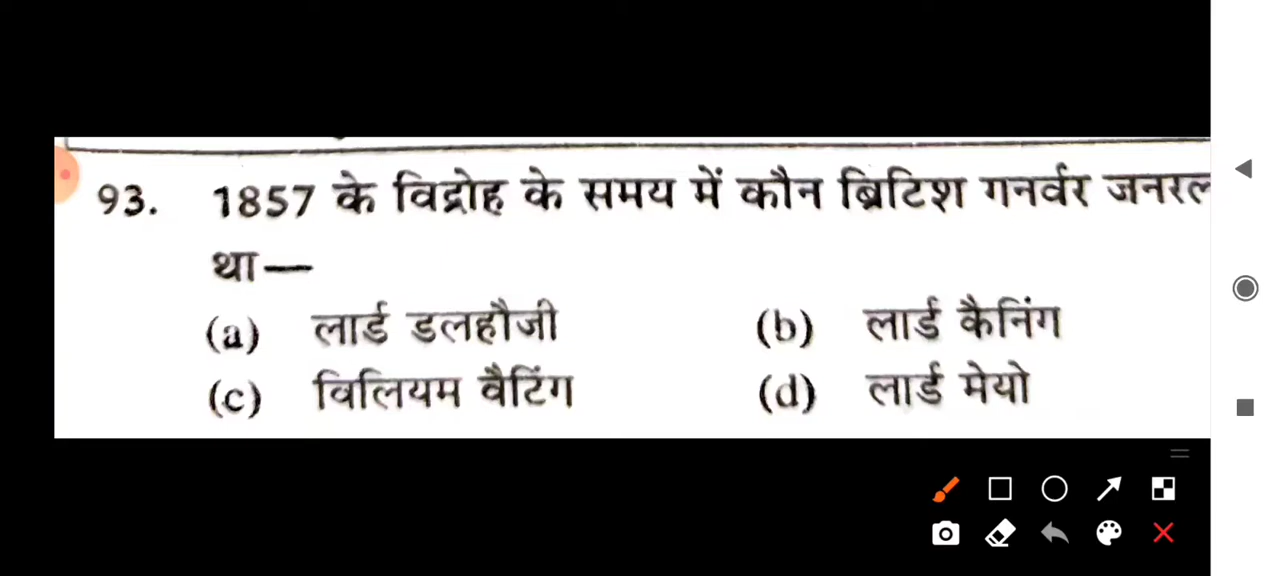 93. 1857 के विद्रोह के समय में कौन ब्रिटिश गनर्वर जनरल
था—
(a) लार्ड डलहौजी (b) लार्ड कैनिंग
(c) विलियम वैटिंग (d) लार्ड मेयो